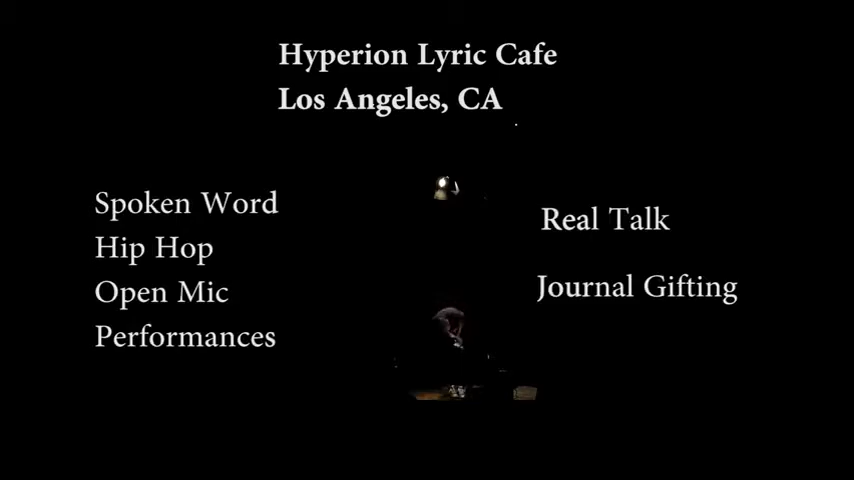 Hyperion Lyric Cafe
Los Angeles, CA
Spoken Word
Hip Hop
Open Mic
Performances
Real Talk
Journal Gifting